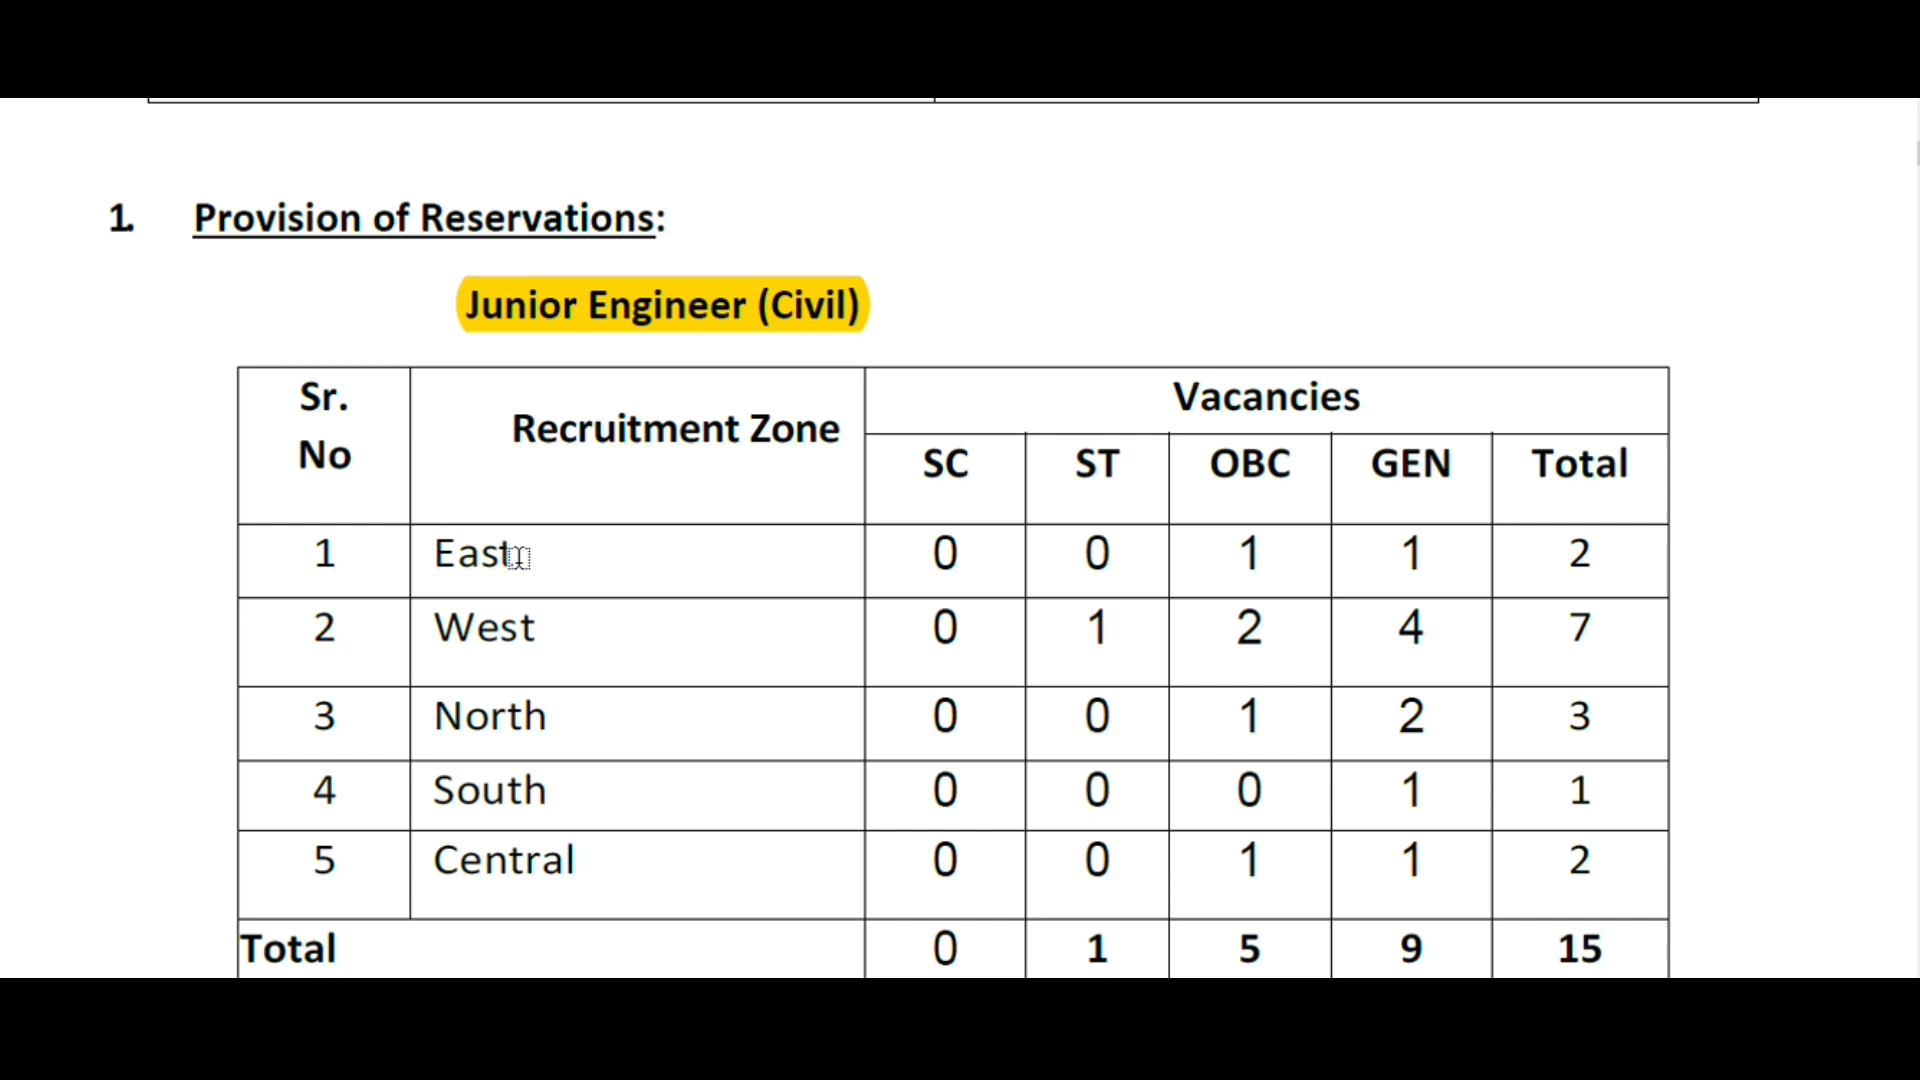 1. Provision of Reservations:
Junior Engineer (Civil)
Sr. No Recruitment Zone Vacancies
SC ST OBC GEN Total
1 East 0 0 1 1 2
2 West 0 1 2 4 7
3 North 0 0 1 2 3
4 South 0 0 0 1 1
5 Central 0 0 1 1 2
Total 0 1 5 9 15